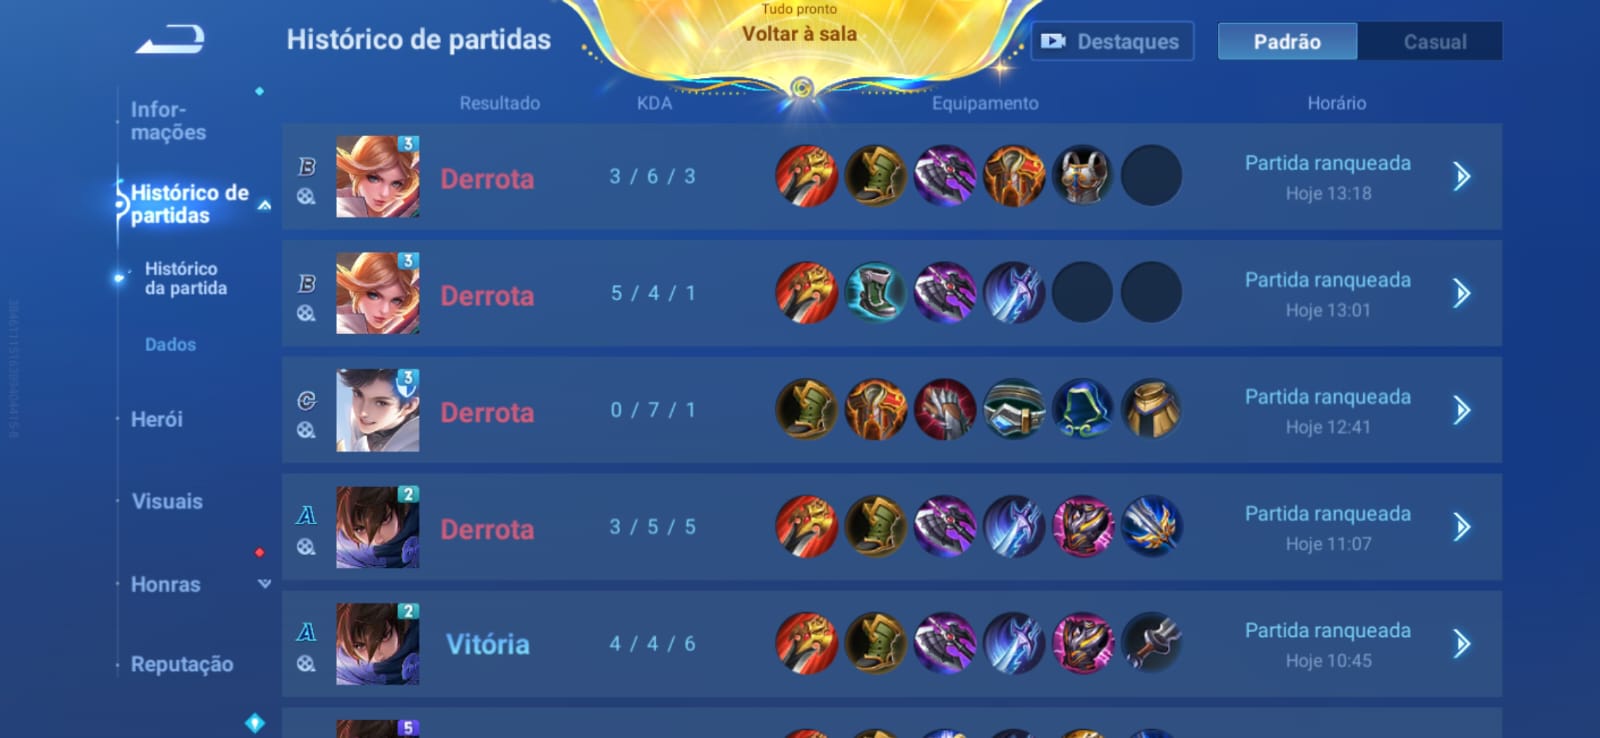 Tudo pronto
Voltar à sala
Histórico de partidas
Destaques
Padrão
Casual
Resultado
KDA
Equipamento
Horário
Infor-
mações
Histórico de
partidas
Histórico
da partida
Dados
Herói
Visuais
Honras
Reputação
B
3
Derrota
3 / 6 / 3
Partida ranqueada
Hoje 13:18
B
3
Derrota
5 / 4 / 1
Partida ranqueada
Hoje 13:01
C
3
Derrota
0 / 7 / 1
Partida ranqueada
Hoje 12:41
A
2
Derrota
3 / 5 / 5
Partida ranqueada
Hoje 11:07
A
2
Vitória
4 / 4 / 6
Partida ranqueada
Hoje 10:45
5